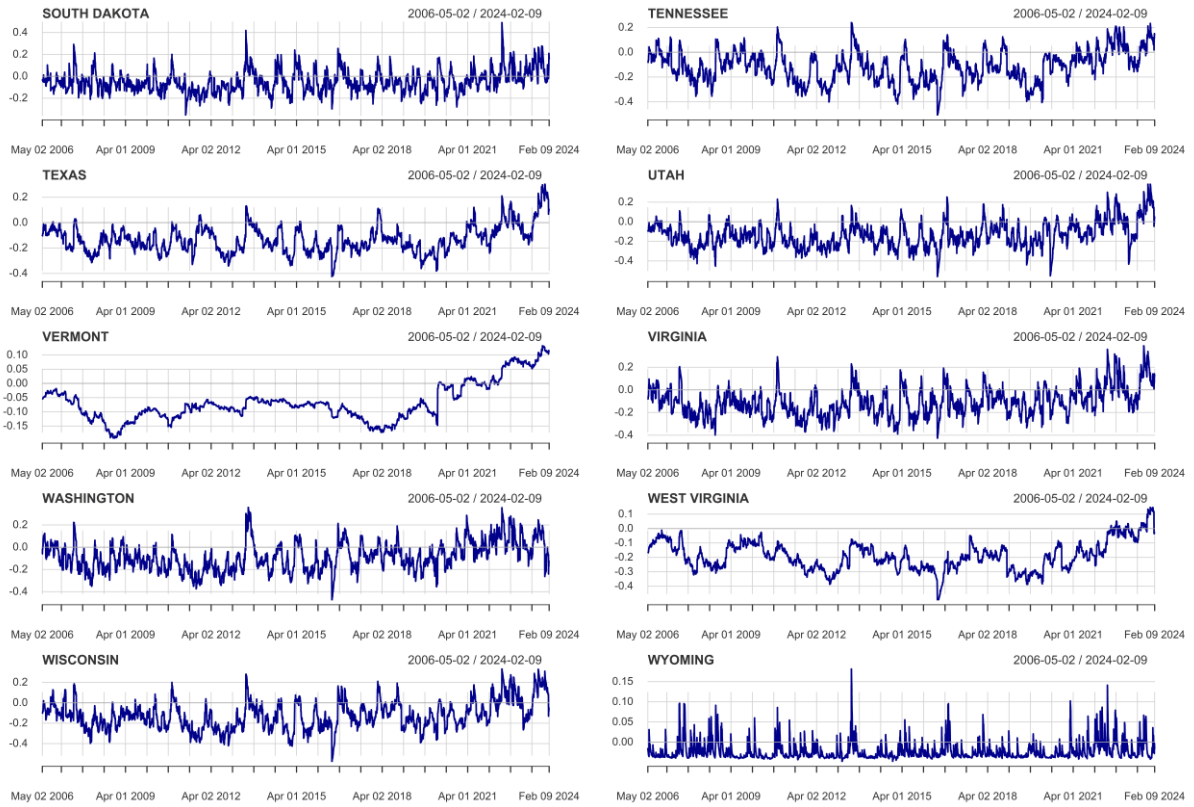 SOUTH DAKOTA 2006-05-02 / 2024-02-09
0.4
0.2
0.0
-0.2
May 02 2006 Apr 01 2009 Apr 02 2012 Apr 01 2015 Apr 02 2018 Apr 01 2021 Feb 09 2024
TENNESSEE 2006-05-02 / 2024-02-09
0.2
0.0
-0.2
-0.4
May 02 2006 Apr 01 2009 Apr 02 2012 Apr 01 2015 Apr 02 2018 Apr 01 2021 Feb 09 2024
TEXAS 2006-05-02 / 2024-02-09
0.2
0.0
-0.2
-0.4
May 02 2006 Apr 01 2009 Apr 02 2012 Apr 01 2015 Apr 02 2018 Apr 01 2021 Feb 09 2024
UTAH 2006-05-02 / 2024-02-09
0.2
0.0
-0.2
-0.4
May 02 2006 Apr 01 2009 Apr 02 2012 Apr 01 2015 Apr 02 2018 Apr 01 2021 Feb 09 2024
VERMONT 2006-05-02 / 2024-02-09
0.10
0.05
0.00
-0.05
-0.10
-0.15
May 02 2006 Apr 01 2009 Apr 02 2012 Apr 01 2015 Apr 02 2018 Apr 01 2021 Feb 09 2024
VIRGINIA 2006-05-02 / 2024-02-09
0.2
0.0
-0.2
-0.4
May 02 2006 Apr 01 2009 Apr 02 2012 Apr 01 2015 Apr 02 2018 Apr 01 2021 Feb 09 2024
WASHINGTON 2006-05-02 / 2024-02-09
0.2
0.0
-0.2
-0.4
May 02 2006 Apr 01 2009 Apr 02 2012 Apr 01 2015 Apr 02 2018 Apr 01 2021 Feb 09 2024
WEST VIRGINIA 2006-05-02 / 2024-02-09
0.1
0.0
-0.1
-0.2
-0.3
-0.4
May 02 2006 Apr 01 2009 Apr 02 2012 Apr 01 2015 Apr 02 2018 Apr 01 2021 Feb 09 2024
WISCONSIN 2006-05-02 / 2024-02-09
0.2
0.0
-0.2
-0.4
May 02 2006 Apr 01 2009 Apr 02 2012 Apr 01 2015 Apr 02 2018 Apr 01 2021 Feb 09 2024
WYOMING 2006-05-02 / 2024-02-09
0.15
0.10
0.05
0.00
May 02 2006 Apr 01 2009 Apr 02 2012 Apr 01 2015 Apr 02 2018 Apr 01 2021 Feb 09 2024